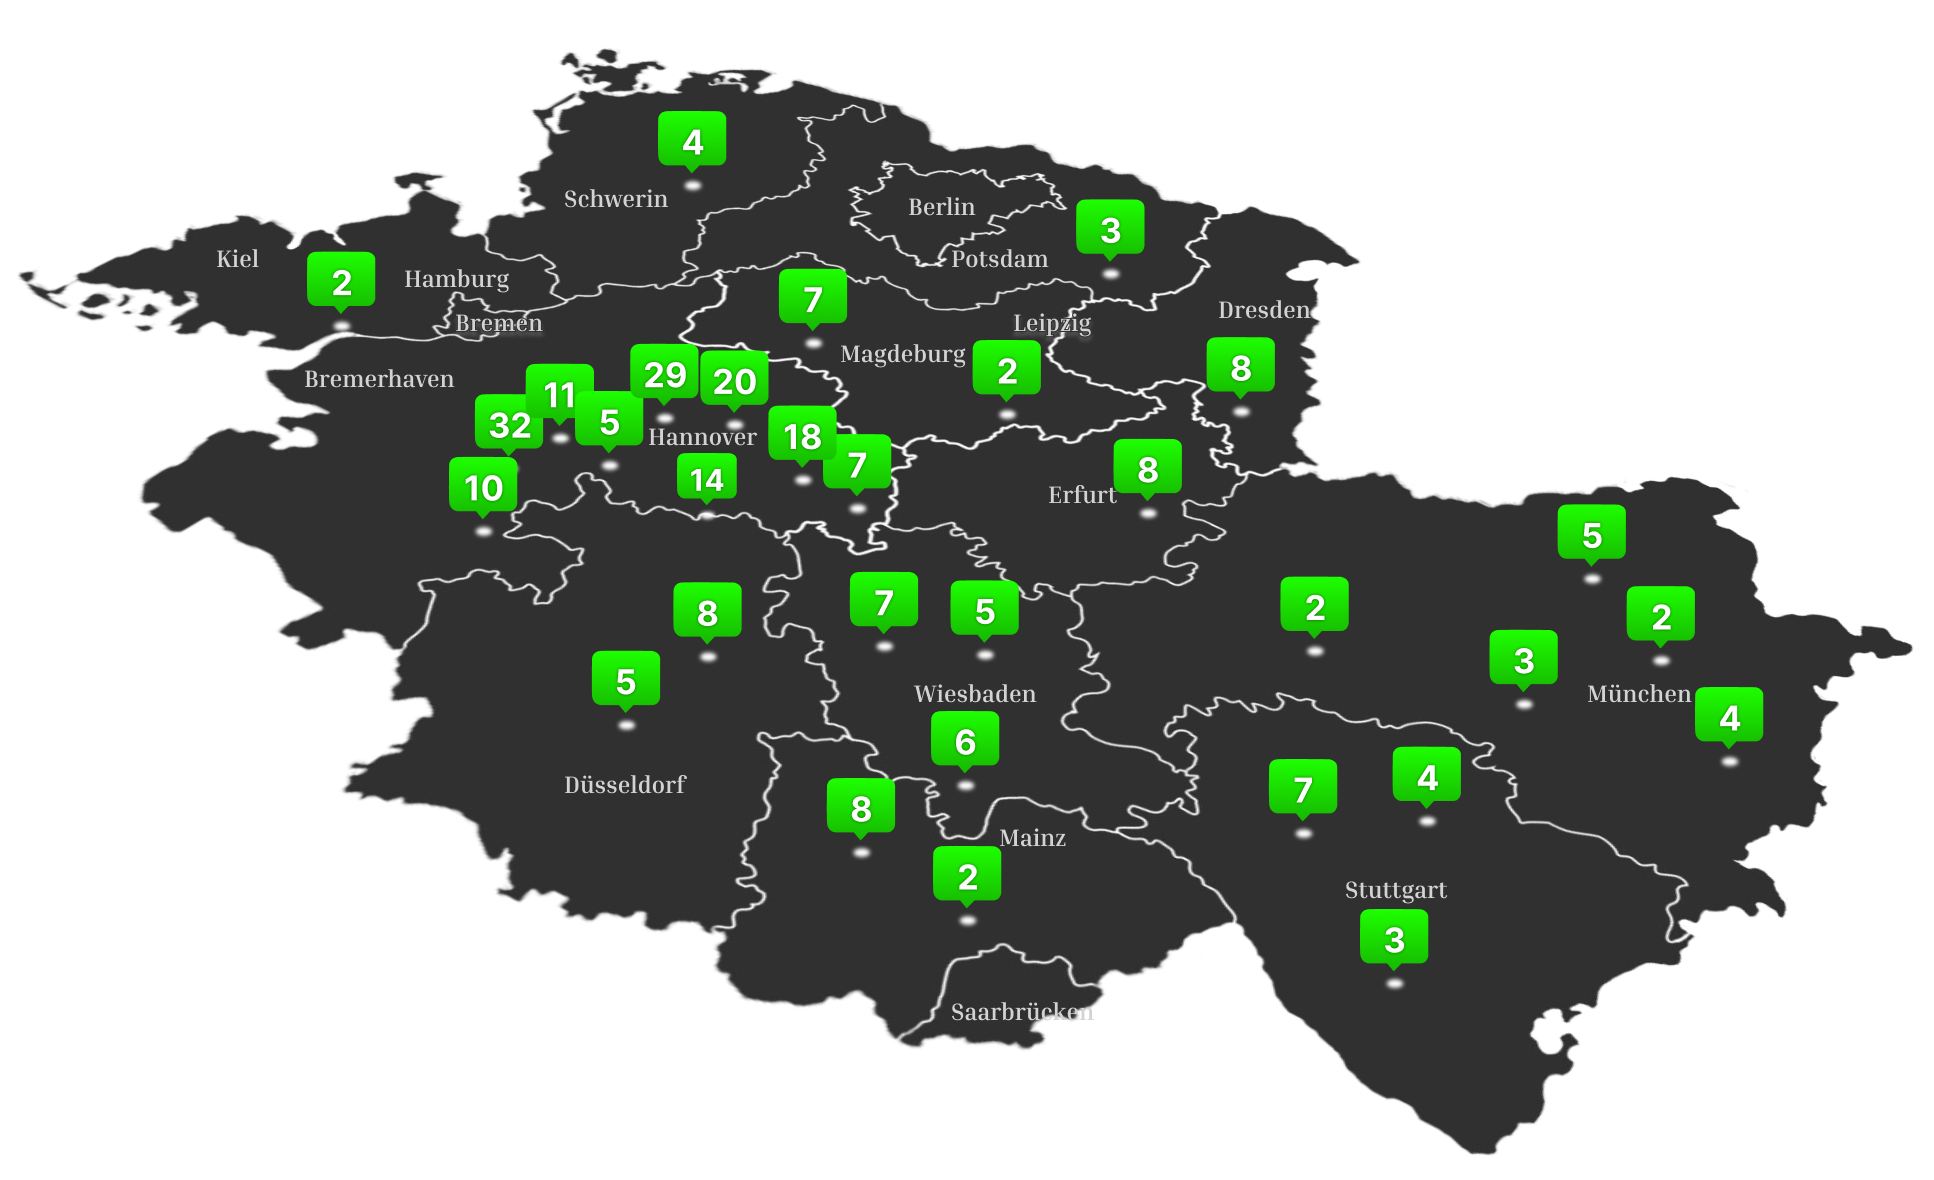 4
Schwerin
Berlin
3
Kiel
2
Hamburg
Potsdam
7
Bremen
Leipzig
Dresden
Magdeburg
2
8
Bremerhaven
29
20
11
32
5
Hannover
18
7
14
10
Erfurt
8
5
8
7
5
2
2
3
5
Wiesbaden
München
4
6
Düsseldorf
8
Mainz
7
4
2
Stuttgart
3
Saarbrücken